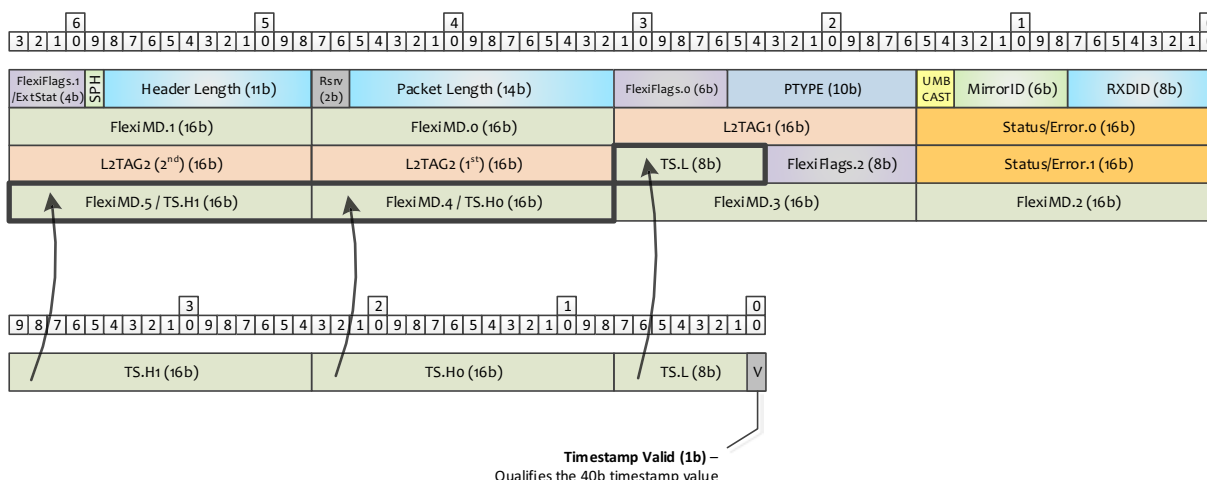 6 5 4 3 2 1 0
3 2 1 0 9 8 7 6 5 4 3 2 1 0 9 8 7 6 5 4 3 2 1 0 9 8 7 6 5 4 3 2 1 0 9 8 7 6 5 4 3 2 1 0 9 8 7 6 5 4 3 2 1 0 9 8 7 6 5 4 3 2 1 0
FlexiFlags.1 /ExtStat (4b) SPH Header Length (11b) Rsrv (2b) Packet Length (14b) FlexiFlags.0 (6b) PTYPE (10b) UMB CAST MirrorID (6b) RXDID (8b)
FlexiMD.1 (16b) FlexiMD.0 (16b) L2TAG1 (16b) Status/Error.0 (16b)
L2TAG2 (2nd) (16b) L2TAG2 (1st) (16b) TS.L (8b) FlexiFlags.2 (8b) Status/Error.1 (16b)
FlexiMD.5 / TS.H1 (16b) FlexiMD.4 / TS.H0 (16b) FlexiMD.3 (16b) FlexiMD.2 (16b)
3 2 1 0
9 8 7 6 5 4 3 2 1 0 9 8 7 6 5 4 3 2 1 0 9 8 7 6 5 4 3 2 1 0 9 8 7 6 5 4 3 2 1 0
TS.H1 (16b) TS.H0 (16b) TS.L (8b) V
Timestamp Valid (1b) –
Qualifies the 40b timestamp value